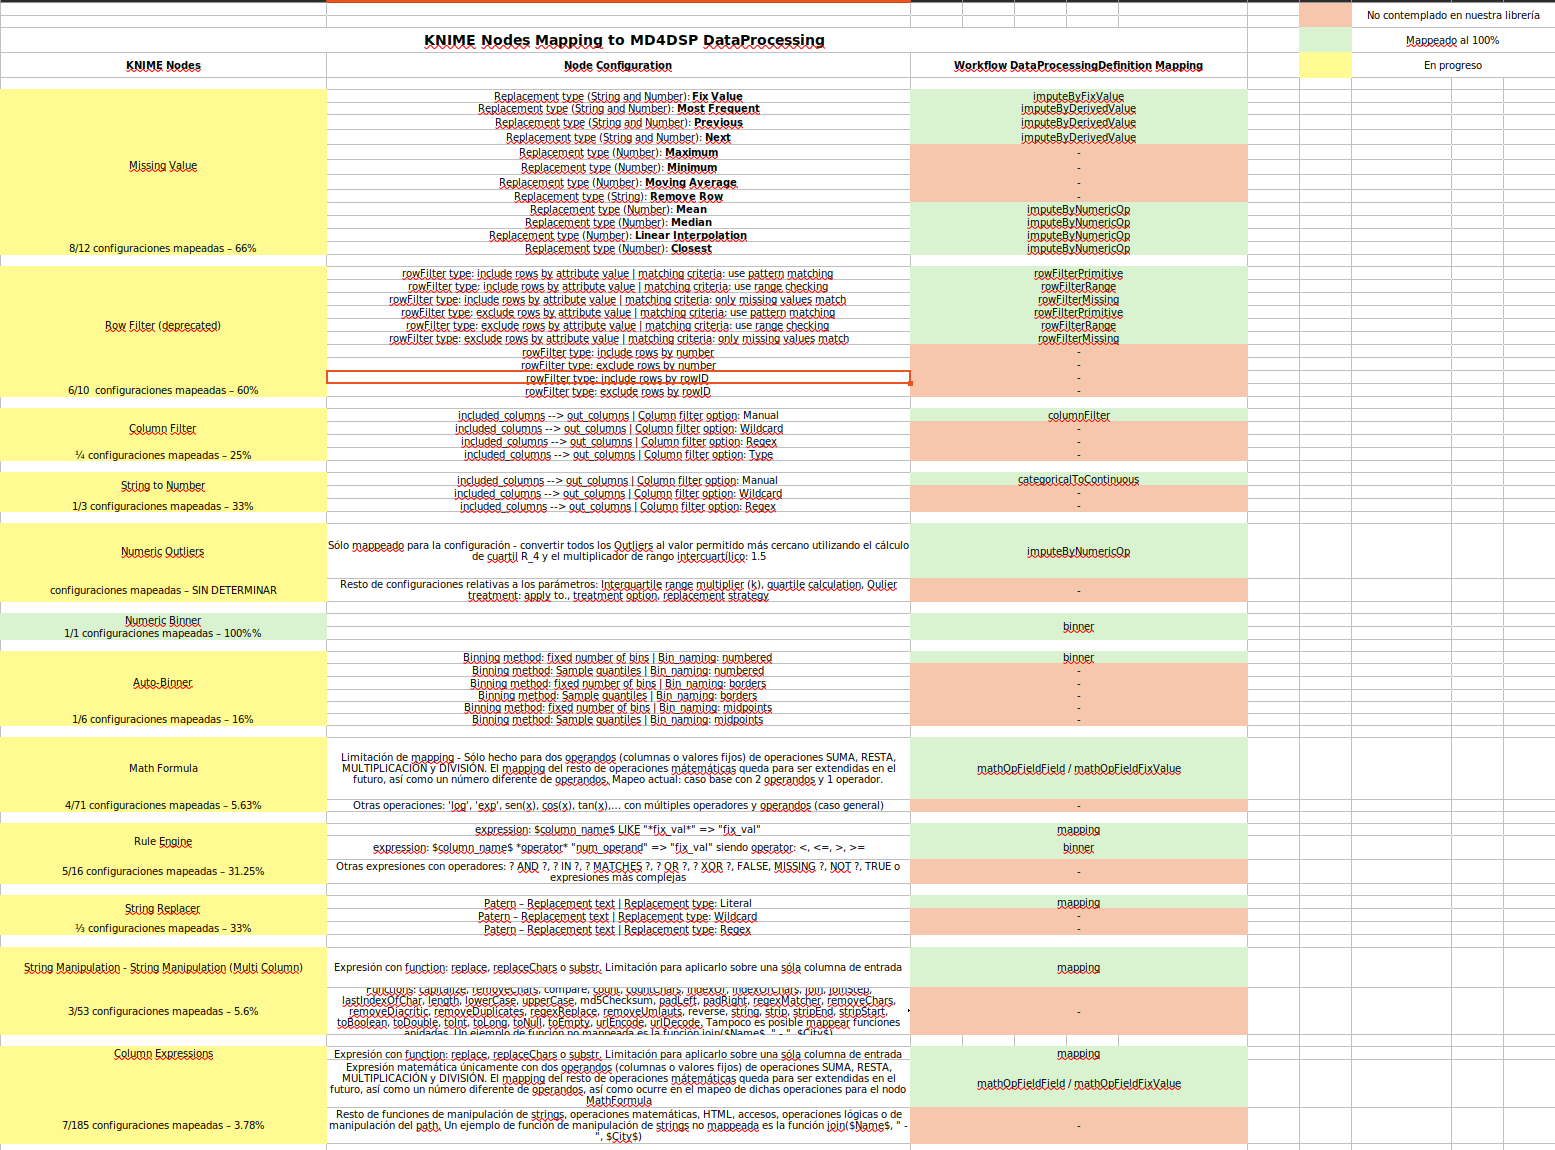 No contemplado en nuestra librería
KNIME Nodes Mapping to MD4DSP DataProcessing
Mappeado al 100%
KNIME Nodes
Node Configuration
Workflow DataProcessingDefinition Mapping
En progreso
Replacement type (String and Number): Fix Value
imputeByFixValue
Replacement type (String and Number): Most Frequent
imputeByDerivedValue
Replacement type (String and Number): Previous
imputeByDerivedValue
Replacement type (String and Number): Next
imputeByDerivedValue
Replacement type (Number): Maximum
-
Missing Value
Replacement type (Number): Minimum
-
Replacement type (Number): Moving Average
-
Replacement type (String): Remove Row
-
Replacement type (Number): Mean
imputeByNumericOp
Replacement type (Number): Median
imputeByNumericOp
Replacement type (Number): Linear Interpolation
imputeByNumericOp
8/12 configuraciones mapeadas – 66%
Replacement type (Number): Closest
imputeByNumericOp
rowFilter type: include rows by attribute value | matching criteria: use pattern matching
rowFilterPrimitive
rowFilter type: include rows by attribute value | matching criteria: use range checking
rowFilterRange
rowFilter type: include rows by attribute value | matching criteria: only missing values match
rowFilterMissing
rowFilter type: exclude rows by attribute value | matching criteria: use pattern matching
rowFilterPrimitive
Row Filter (deprecated)
rowFilter type: exclude rows by attribute value | matching criteria: use range checking
rowFilterRange
rowFilter type: exclude rows by attribute value | matching criteria: only missing values match
rowFilterMissing
rowFilter type: include rows by number
-
rowFilter type: exclude rows by number
-
rowFilter type: include rows by rowID
-
6/10  configuraciones mapeadas – 60%
rowFilter type: exclude rows by rowID
-
included_columns --> out_columns | Column filter option: Manual
columnFilter
Column Filter
included_columns --> out_columns | Column filter option: Wildcard
-
included_columns --> out_columns | Column filter option: Regex
-
¼ configuraciones mapeadas – 25%
included_columns --> out_columns | Column filter option: Type
-
String to Number
included_columns --> out_columns | Column filter option: Manual
categoricalToContinuous
included_columns --> out_columns | Column filter option: Wildcard
-
1/3 configuraciones mapeadas – 33%
included_columns --> out_columns | Column filter option: Regex
-
Numeric Outliers
Sólo mappeado para la configuración - convertir todos los Outliers al valor permitido más cercano utilizando el cálculo
de cuartil R_4 y el multiplicador de rango intercuartílico: 1.5
imputeByNumericOp
configuraciones mapeadas – SIN DETERMINAR
Resto de configuraciones relativas a los parámetros: Interquartile range multiplier (k), quartile calculation, Oulier
treatment: apply to., treatment option, replacement strategy
-
Numeric Binner
1/1 configuraciones mapeadas – 100%%
binner
Binning method: fixed number of bins | Bin_naming: numbered
binner
Binning method: Sample quantiles | Bin_naming: numbered
-
Auto-Binner
Binning method: fixed number of bins | Bin_naming: borders
-
Binning method: Sample quantiles | Bin_naming: borders
-
Binning method: fixed number of bins | Bin_naming: midpoints
-
1/6 configuraciones mapeadas – 16%
Binning method: Sample quantiles | Bin_naming: midpoints
-
Math Formula
Limitación de mapping - Sólo hecho para dos operandos (columnas o valores fijos) de operaciones SUMA, RESTA,
MULTIPLICACIÓN y DIVISIÓN. El mapping del resto de operaciones mátemáticas queda para ser extendidas en el
futuro, así como un número diferente de operandos. Mapeo actual: caso base con 2 operandos y 1 operador.
mathOpFieldField / mathOpFieldFixValue
4/71 configuraciones mapeadas – 5.63%
Otras operaciones: 'log', 'exp', sen(x), cos(x), tan(x),... con múltiples operadores y operandos (caso general)
-
Rule Engine
expression: $column_name$ LIKE "*fix_val*" => "fix_val"
mapping
expression: $column_name$ *operator* "num_operand" => "fix_val" siendo operator: <, <=, >, >=
binner
5/16 configuraciones mapeadas – 31.25%
Otras expresiones con operadores: ? AND ?, ? IN ?, ? MATCHES ?, ? OR ?, ? XOR ?, FALSE, MISSING ?, NOT ?, TRUE o
expresiones más complejas
-
String Replacer
Patern – Replacement text | Replacement type: Literal
mapping
Patern – Replacement text | Replacement type: Wildcard
-
⅓ configuraciones mapeadas – 33%
Patern – Replacement text | Replacement type: Regex
-
String Manipulation - String Manipulation (Multi Column)
Expresión con function: replace, replaceChars o substr. Limitación para aplicarlo sobre una sóla columna de entrada
mapping
3/53 configuraciones mapeadas – 5.6%
Functions: capitalize, removeChars, compare, count, countChars, indexOf, indexOfChars, join, joinSep,
lastIndexOfChar, length, lowerCase, upperCase, md5Checksum, padLeft, padRight, regexMatcher, removeChars,
removeDiacritic, removeDuplicates, regexReplace, removeUmlauts, reverse, string, strip, stripEnd, stripStart,
toBoolean, toDouble, toInt, toLong, toNull, toEmpty, urlEncode, urlDecode. Tampoco es posible mappear funciones
anidadas. Un ejemplo de función no mappeada es la función join($Name$, " - ", $City$)
-
Column Expressions
Expresión con function: replace, replaceChars o substr. Limitación para aplicarlo sobre una sóla columna de entrada
mapping
Expresión matemática únicamente con dos operandos (columnas o valores fijos) de operaciones SUMA, RESTA,
MULTIPLICACIÓN y DIVISIÓN. El mapping del resto de operaciones mátemáticas queda para ser extendidas en el
futuro, así como un número diferente de operandos, así como ocurre en el mapeo de dichas operaciones para el nodo
MathFormula
mathOpFieldField / mathOpFieldFixValue
7/185 configuraciones mapeadas – 3.78%
Resto de funciones de manipulación de strings, operaciones matemáticas, HTML, accesos, operaciones lógicas o de
manipulación del path. Un ejemplo de función de manipulación de strings no mappeada es la función join($Name$, " -
", $City$)
-